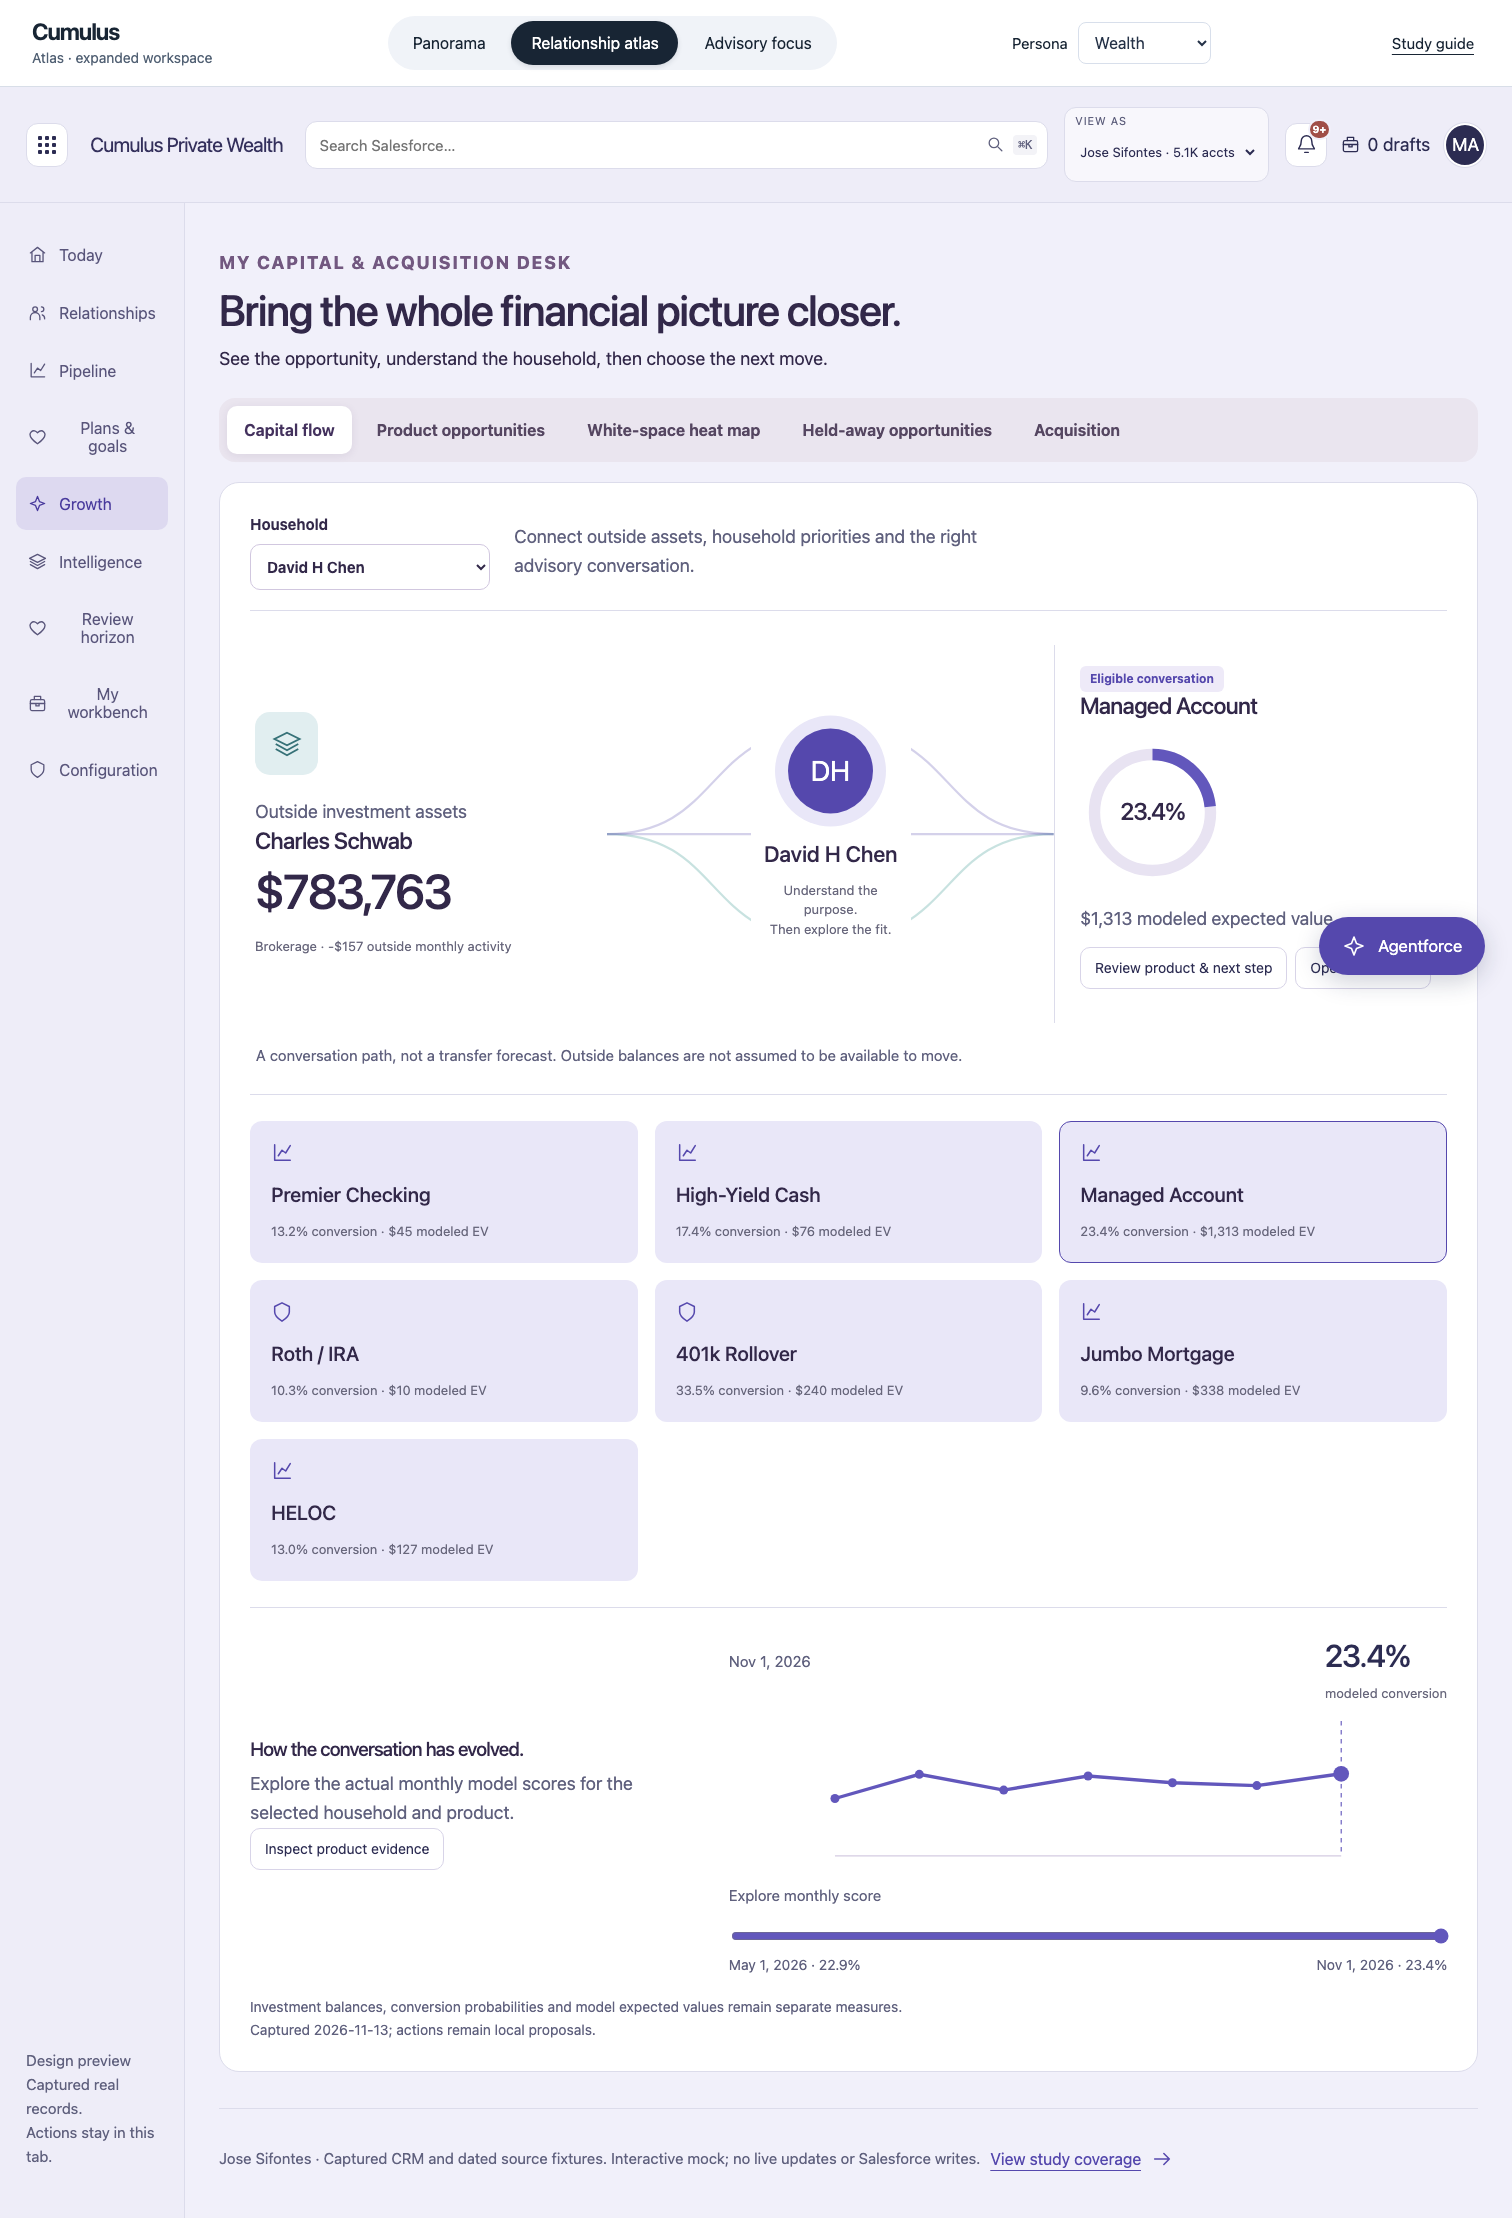 Cumulus
Atlas · expanded workspace
Panorama
Relationship atlas
Advisory focus
Persona
Wealth
Study guide
Cumulus Private Wealth
Search Salesforce...
⌘K
VIEW AS
Jose Sifontes · 5.1K accts
9+
0 drafts
MA
Today
Relationships
Pipeline
Plans &
goals
Growth
Intelligence
Review
horizon
My
workbench
Configuration
Design preview
Captured real
records.
Actions stay in this
tab.
MY CAPITAL & ACQUISITION DESK
Bring the whole financial picture closer.
See the opportunity, understand the household, then choose the next move.
Capital flow
Product opportunities
White-space heat map
Held-away opportunities
Acquisition
Household
David H Chen
Connect outside assets, household priorities and the right
advisory conversation.
Outside investment assets
Charles Schwab
$783,763
Brokerage · -$157 outside monthly activity
DH
David H Chen
Understand the
purpose.
Then explore the fit.
Eligible conversation
Managed Account
23.4%
$1,313 modeled expected value
Review product & next step
Agentforce
A conversation path, not a transfer forecast. Outside balances are not assumed to be available to move.
Premier Checking
13.2% conversion · $45 modeled EV
High-Yield Cash
17.4% conversion · $76 modeled EV
Managed Account
23.4% conversion · $1,313 modeled EV
Roth / IRA
10.3% conversion · $10 modeled EV
401k Rollover
33.5% conversion · $240 modeled EV
Jumbo Mortgage
9.6% conversion · $338 modeled EV
HELOC
13.0% conversion · $127 modeled EV
How the conversation has evolved.
Explore the actual monthly model scores for the
selected household and product.
Inspect product evidence
Nov 1, 2026
23.4%
modeled conversion
Explore monthly score
May 1, 2026 · 22.9%
Nov 1, 2026 · 23.4%
Investment balances, conversion probabilities and model expected values remain separate measures.
Captured 2026-11-13; actions remain local proposals.
Jose Sifontes · Captured CRM and dated source fixtures. Interactive mock; no live updates or Salesforce writes.
View study coverage →